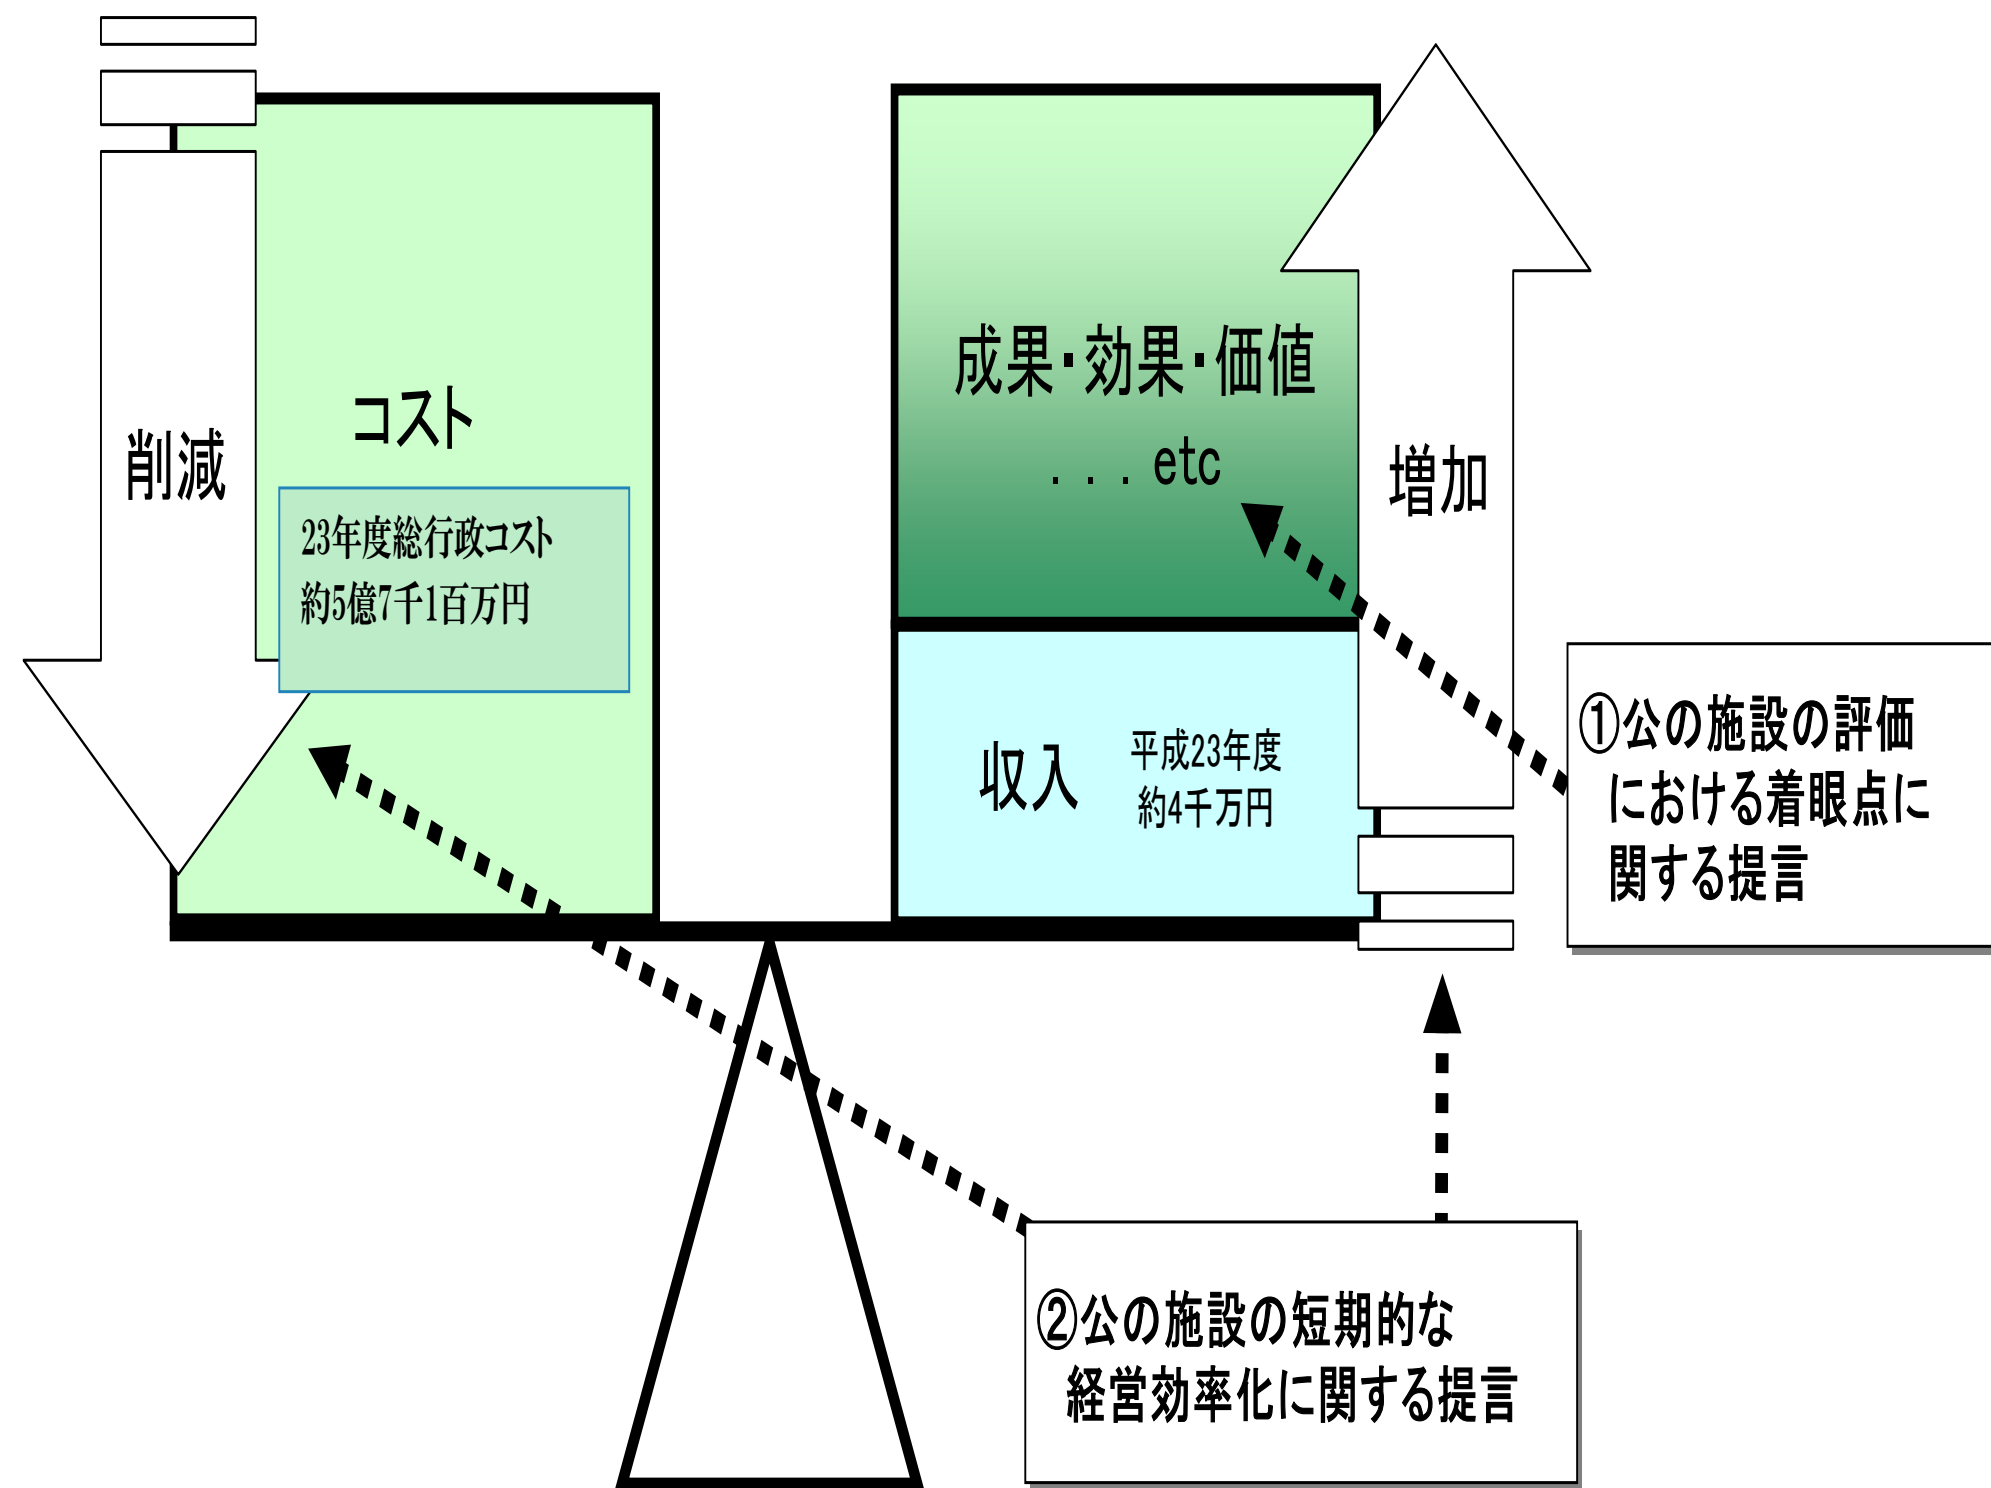 削減
コスト
23年度総行政コスト
約5億7千1百万円
成果・効果・価値
...etc
増加
収入
平成23年度
約4千万円
①公の施設の評価
における着眼点に
関する提言
②公の施設の短期的な
経営効率化に関する提言